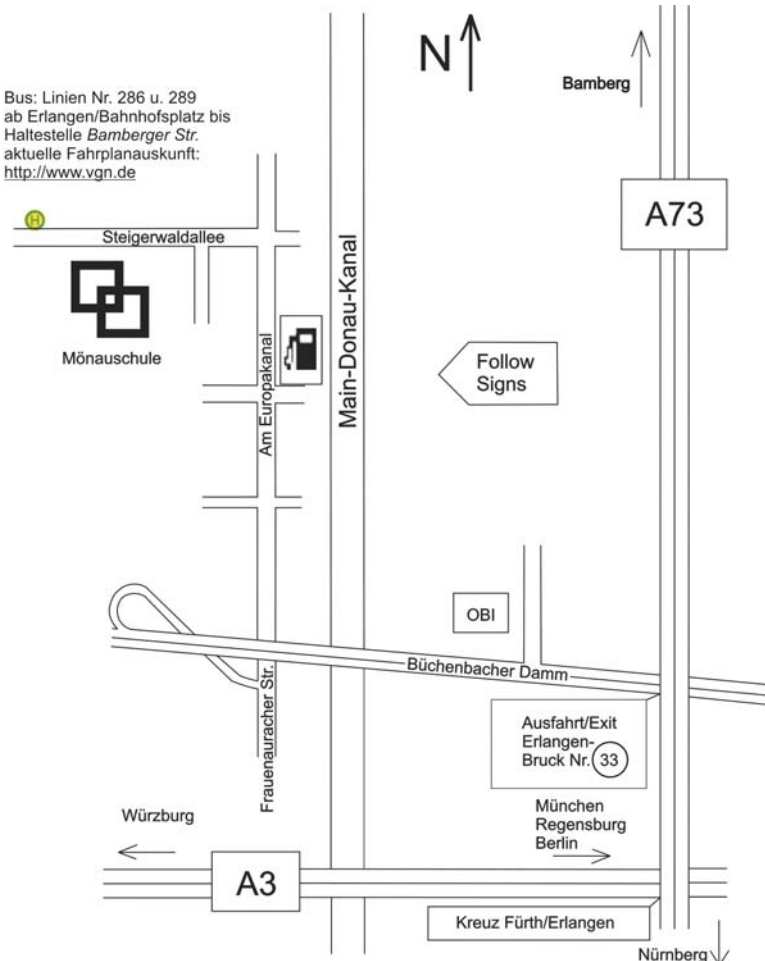 N
Bamberg
Bus: Linien Nr. 286 u. 289
ab Erlangen/Bahnhofsplatz bis
Haltestelle Bamberger Str.
aktuelle Fahrplanauskunft:
http://www.vgn.de
A73
H
Steigerwaldallee
Mönauschule
Am Europakanal
Main-Donau-Kanal
Follow
Signs
OBI
Büchenbacher Damm
Frauenauracher Str.
Ausfahrt/Exit
Erlangen-
Bruck Nr. 33
Würzburg
München
Regensburg
Berlin
A3
Kreuz Fürth/Erlangen
Nürnberg